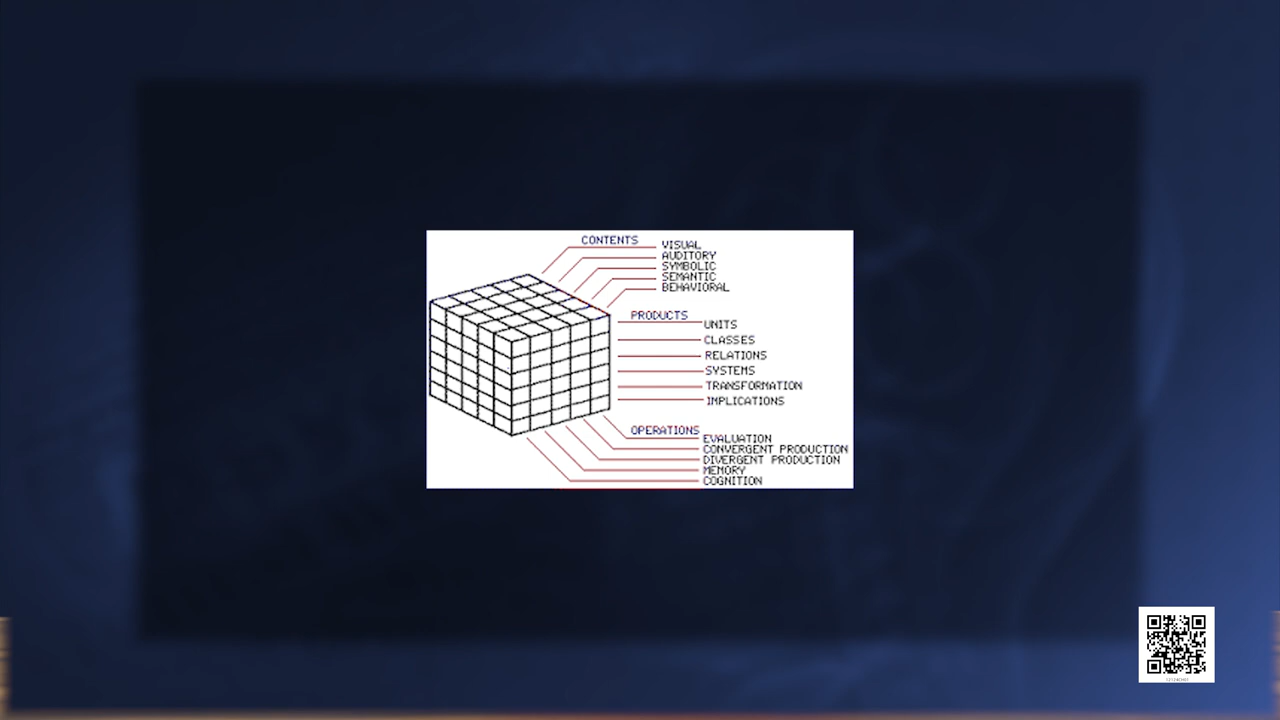 CONTENTS
VISUAL
AUDITORY
SYMBOLIC
SEMANTIC
BEHAVIORAL
PRODUCTS
UNITS
CLASSES
RELATIONS
SYSTEMS
TRANSFORMATION
IMPLICATIONS
OPERATIONS
EVALUATION
CONVERGENT PRODUCTION
DIVERGENT PRODUCTION
MEMORY
COGNITION